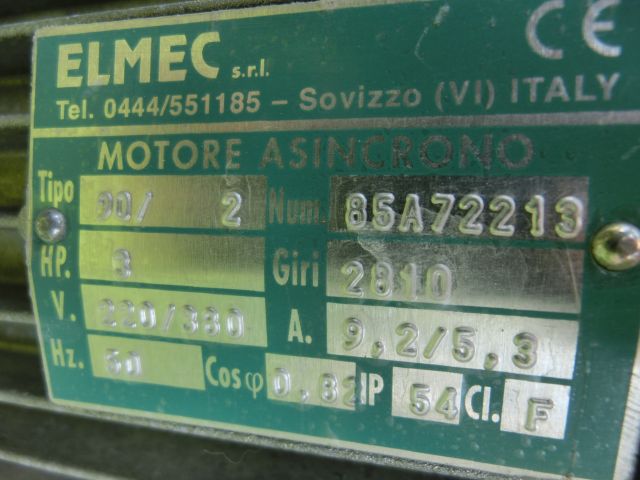 CE
ELMEC s.r.l.
Tel. 0444/551185 – Sovizzo (VI) ITALY
MOTORE ASINCRONO
Tipo 90/ 2 Num. 85A72213
HP. 3 Giri 2810
V. 220/380 A. 9,2/5,3
Hz. 50 Cosφ 0,82 IP 54 Cl. F